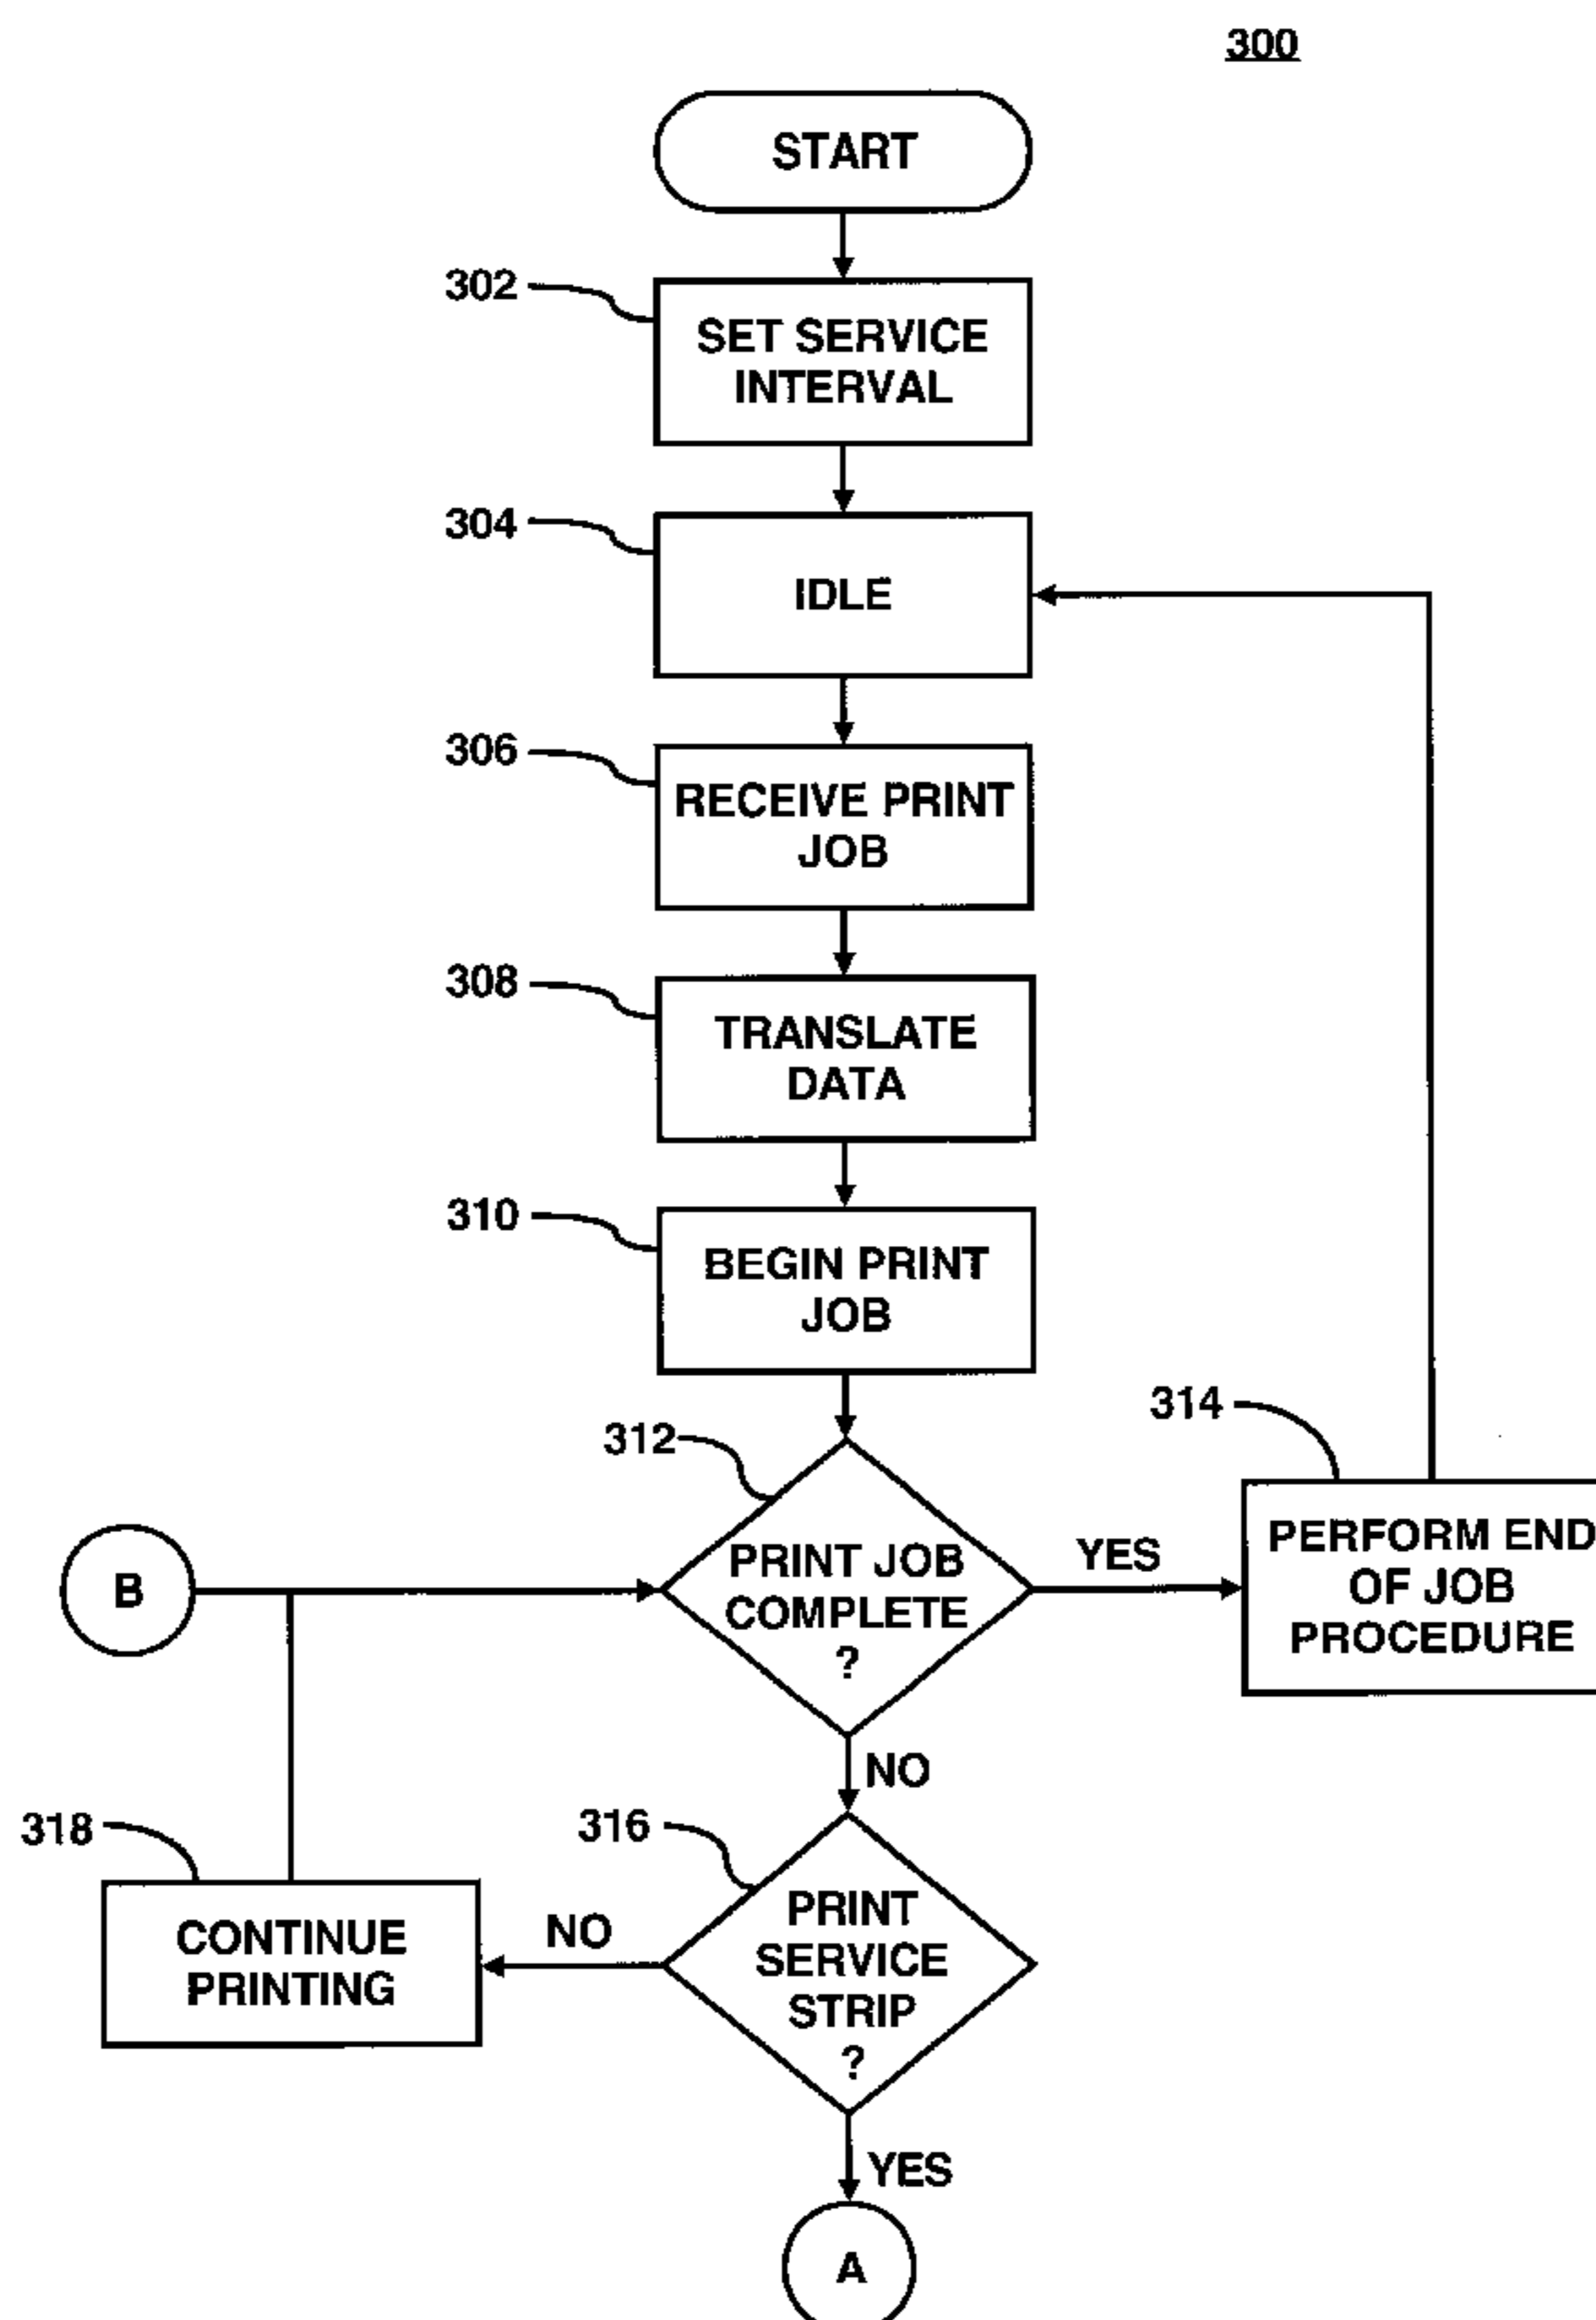 300
START
302
SET SERVICE
INTERVAL
304
IDLE
306
RECEIVE PRINT
JOB
308
TRANSLATE
DATA
310
BEGIN PRINT
JOB
312
PRINT JOB
COMPLETE
?
YES
314
PERFORM END
OF JOB
PROCEDURE
B
NO
316
PRINT
SERVICE
STRIP
?
NO
318
CONTINUE
PRINTING
YES
A